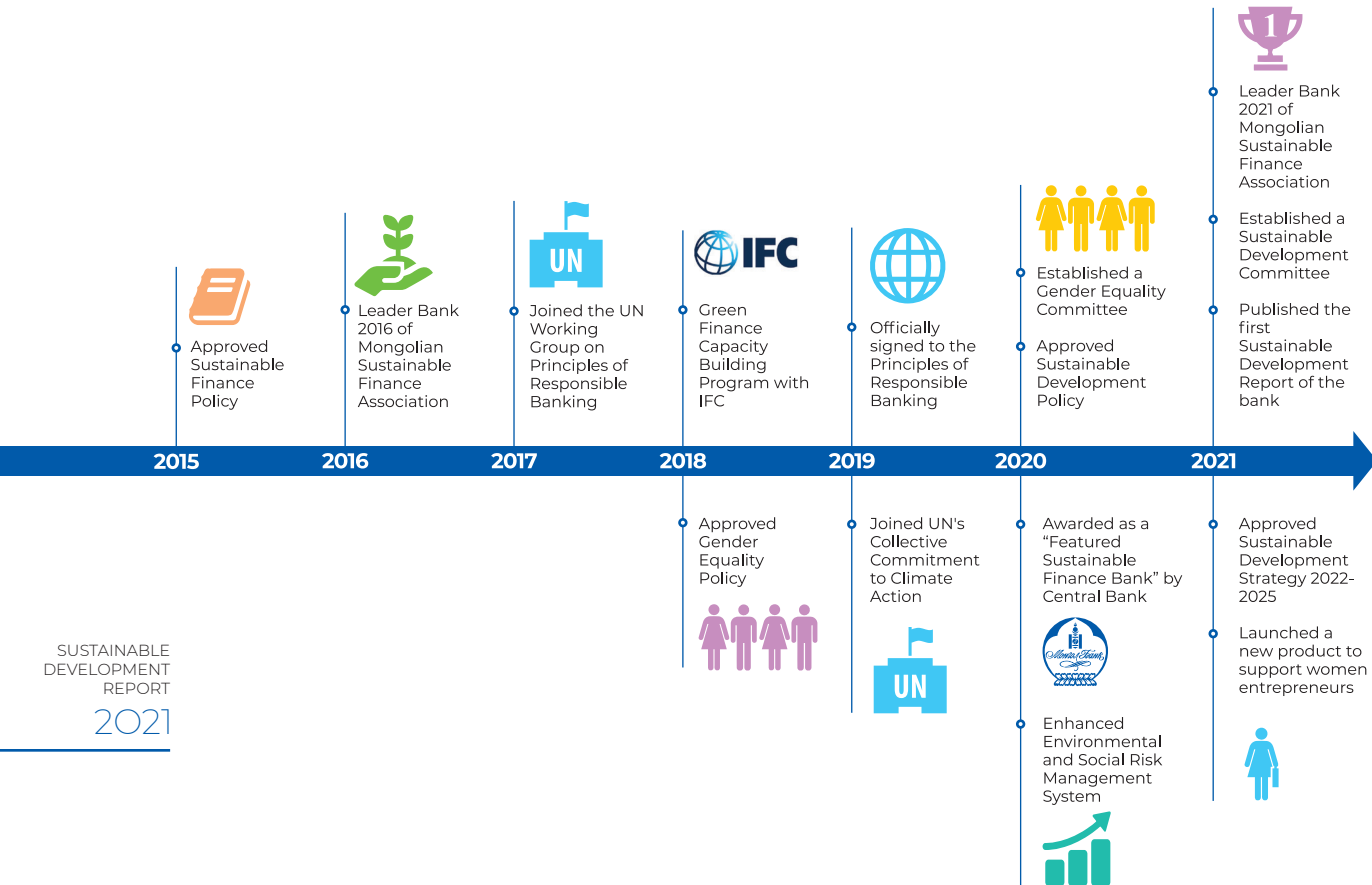 1
Leader Bank
2021 of
Mongolian
Sustainable
Finance
Association
Established a
Sustainable
Development
Committee
Published the
first
Sustainable
Development
Report of the
bank
Established a
Gender Equality
Committee
Approved
Sustainable
Development
Policy
IFC
Green
Finance
Capacity
Building
Program with
IFC
Officially
signed to the
Principles of
Responsible
Banking
UN
Joined the UN
Working
Group on
Principles of
Responsible
Banking
Leader Bank
2016 of
Mongolian
Sustainable
Finance
Association
Approved
Sustainable
Finance
Policy
2015
2016
2017
2018
2019
2020
2021
Approved
Gender
Equality
Policy
Joined UN's
Collective
Commitment
to Climate
Action
UN
Awarded as a
“Featured
Sustainable
Finance Bank” by
Central Bank
Enhanced
Environmental
and Social Risk
Management
System
Approved
Sustainable
Development
Strategy 2022-
2025
Launched a
new product to
support women
entrepreneurs
SUSTAINABLE
DEVELOPMENT
REPORT
2021